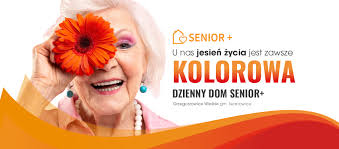 SENIOR +
U nas jesień życia jest zawsze
KOLOROWA
DZIENNY DOM SENIOR+